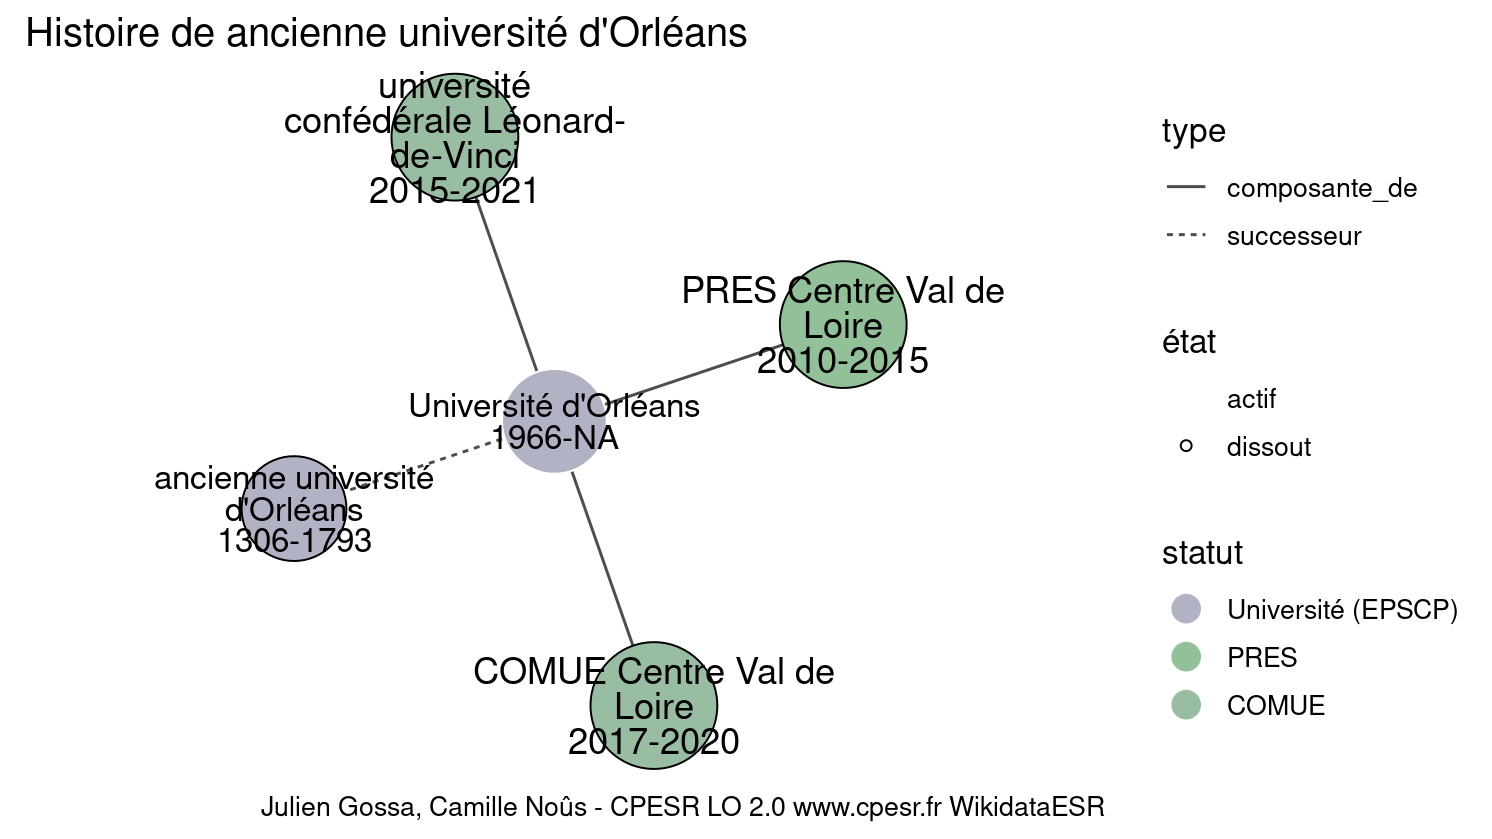 Histoire de ancienne université d'Orléans
université
confédérale Léonard-
de-Vinci
2015-2021
PRES Centre Val de
Loire
2010-2015
Université d'Orléans
1966-NA
ancienne université
d'Orléans
1306-1793
COMUE Centre Val de
Loire
2017-2020
type
composante_de
successeur
état
actif
dissout
statut
Université (EPSCP)
PRES
COMUE
Julien Gossa, Camille Noûs - CPESR LO 2.0 www.cpesr.fr WikidataESR